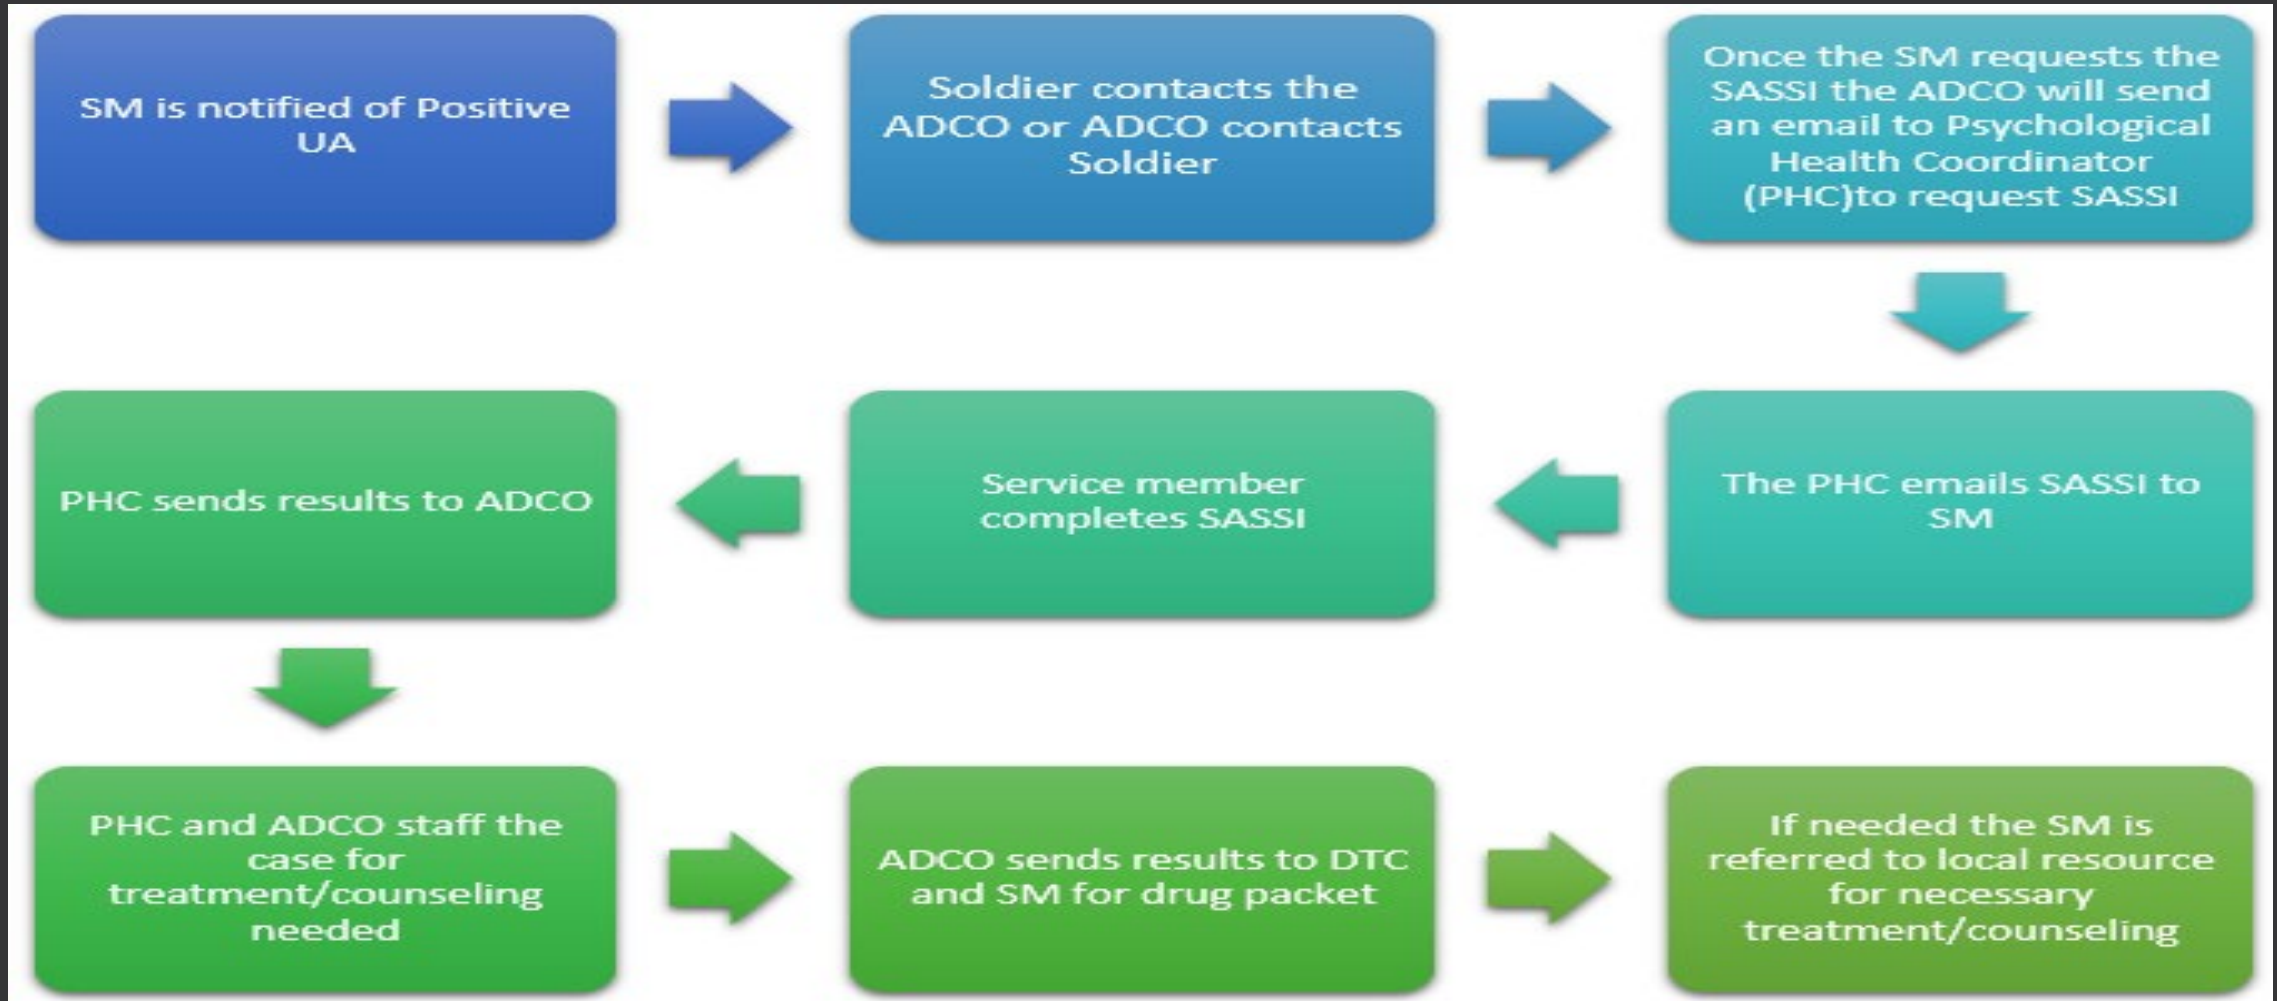 SM is notified of Positive
UA
Soldier contacts the
ADCO or ADCO contacts
Soldier
Once the SM requests the
SASSI the ADCO will send
an email to Psychological
Health Coordinator
(PHC)to request SASSI
The PHC emails SASSI to
SM
Service member
completes SASSI
PHC sends results to ADCO
PHC and ADCO staff the
case for
treatment/counseling
needed
ADCO sends results to DTC
and SM for drug packet
If needed the SM is
referred to local resource
for necessary
treatment/counseling